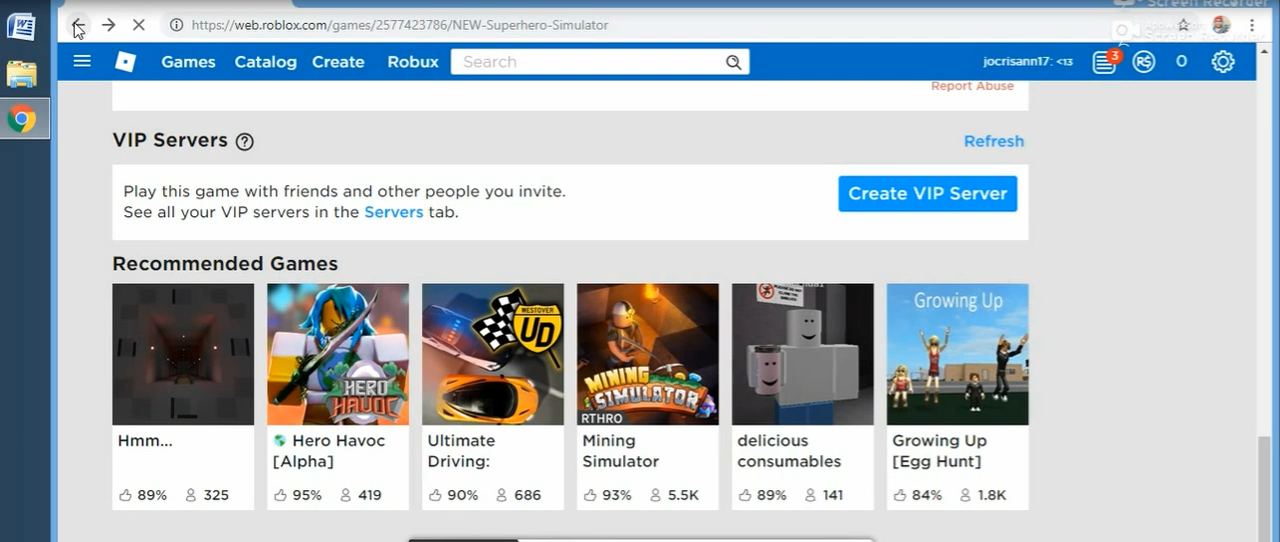 Screen Recorder
https://web.roblox.com/games/2577423786/NEW-Superhero-Simulator
Games Catalog Create Robux Search jocrisann17: <13 3 R$ 0
Report Abuse
VIP Servers ? Refresh
Play this game with friends and other people you invite.
See all your VIP servers in the Servers tab.
Create VIP Server
Recommended Games
HERO HAVOC
WESTOVER UD
MINING SIMULATOR
RTHRO
Growing Up
Hmm...
Hero Havoc [Alpha]
Ultimate Driving:
Mining Simulator
delicious consumables
Growing Up [Egg Hunt]
89% 325
95% 419
90% 686
93% 5.5K
89% 141
84% 1.8K